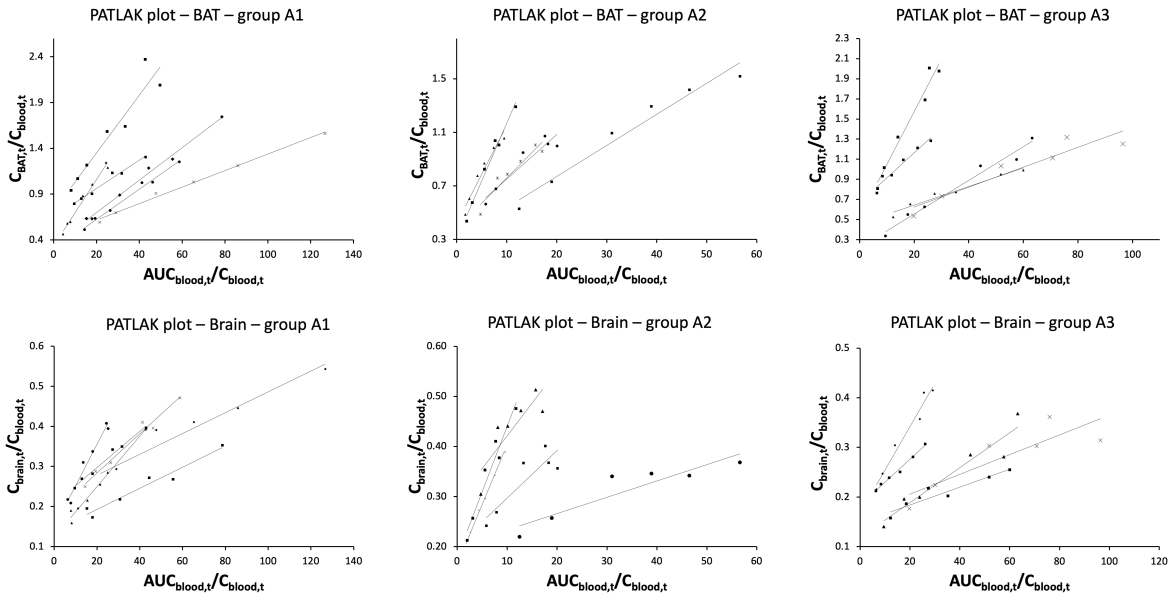 PATLAK plot – BAT – group A1
C_BAT,t/C_blood,t
2.4
1.9
1.4
0.9
0.4
0 20 40 60 80 100 120 140
AUC_blood,t/C_blood,t
PATLAK plot – BAT – group A2
C_BAT,t/C_blood,t
1.5
1.1
0.7
0.3
0 10 20 30 40 50 60
AUC_blood,t/C_blood,t
PATLAK plot – BAT – group A3
C_BAT,t/C_blood,t
2.3
2.1
1.9
1.7
1.5
1.3
1.1
0.9
0.7
0.5
0.3
0 20 40 60 80 100
AUC_blood,t/C_blood,t
PATLAK plot – Brain – group A1
C_brain,t/C_blood,t
0.6
0.5
0.4
0.3
0.2
0.1
0 20 40 60 80 100 120 140
AUC_blood,t/C_blood,t
PATLAK plot – Brain – group A2
C_brain,t/C_blood,t
0.60
0.50
0.40
0.30
0.20
0 10 20 30 40 50 60
AUC_blood,t/C_blood,t
PATLAK plot – Brain – group A3
C_brain,t/C_blood,t
0.5
0.4
0.3
0.2
0.1
0 20 40 60 80 100 120
AUC_blood,t/C_blood,t